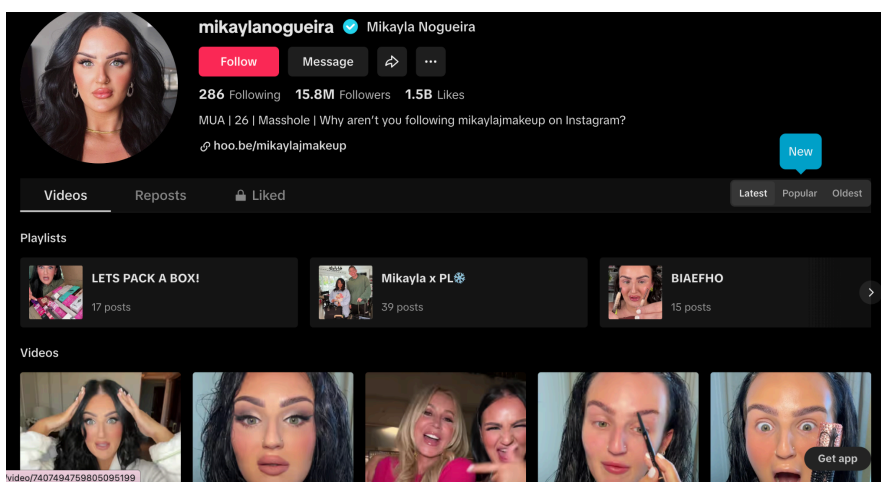 mikaylanogueira Mikayla Nogueira
Follow Message ...
286 Following 15.8M Followers 1.5B Likes
MUA | 26 | Masshole | Why aren't you following mikaylajmakeup on Instagram?
hoo.be/mikaylajmakeup
New
Videos Reposts Liked Latest Popular Oldest
Playlists
LETS PACK A BOX! Mikayla x PL❄️ BIAEFHO
17 posts 39 posts 15 posts
Videos
Get app
/video/7407494759805095199